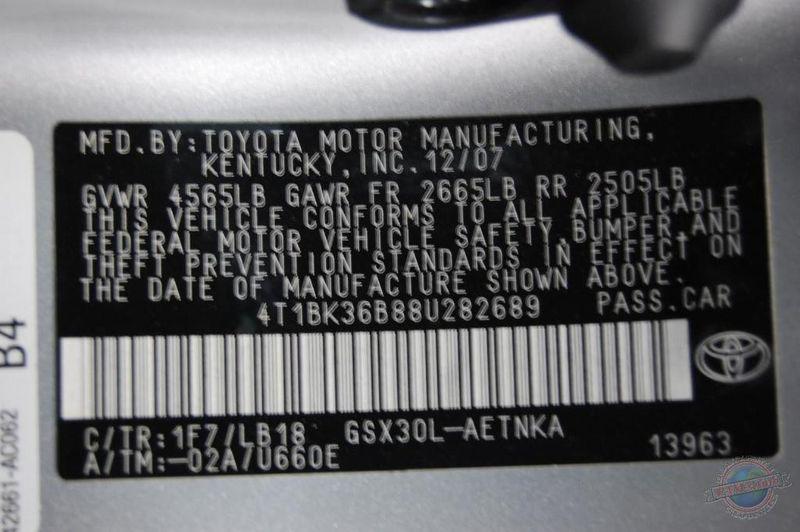 MFD.BY:TOYOTA MOTOR MANUFACTURING,
KENTUCKY,INC.12/07
GVWR 4565LB GAWR FR 2665LB RR 2505LB
THIS VEHICLE CONFORMS TO ALL APPLICABLE
FEDERAL MOTOR VEHICLE SAFETY,BUMPER,AND
THEFT PREVENTION STANDARDS IN EFFECT ON
THE DATE OF MANUFACTURE SHOWN ABOVE.
4T1BK36B88U282689 PASS.CAR
C/TR:1F7/LB18 GSX30L-AETNKA
A/TM:-02A/U660E 13963
B4
42661-AC062